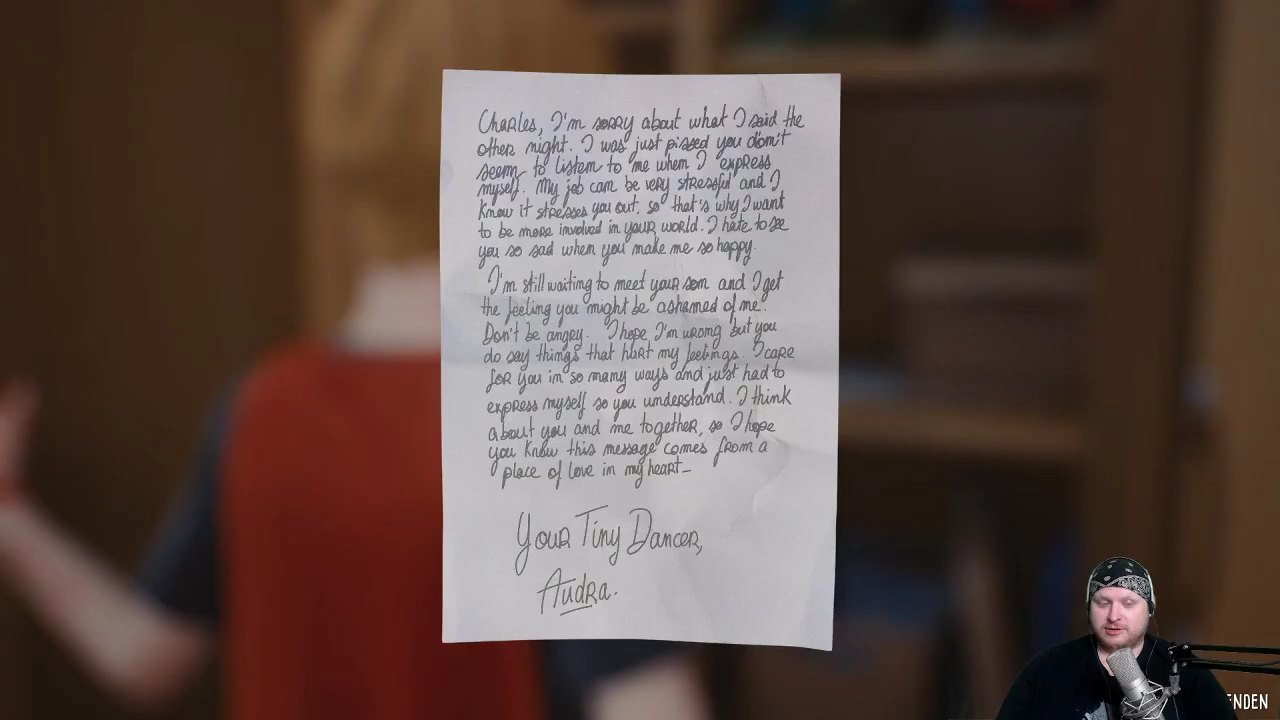 Charles, I'm sorry about what I said the
other night. I was just pissed you don't
seem to listen to me when I express
myself. My job can be very stressful and I
know it stresses you out, so that's why I want
to be more involved in your world. I hate to see
you so sad when you make me so happy.
I'm still waiting to meet your son and I get
the feeling you might be ashamed of me.
Don't be angry. I hope I'm wrong but you
do say things that hurt my feelings. I care
for you in so many ways and just had to
express myself so you understand. I think
about you and me together, so I hope
you know this message comes from a
place of love in my heart_
Your Tiny Dancer,
Audra.
ENDEN